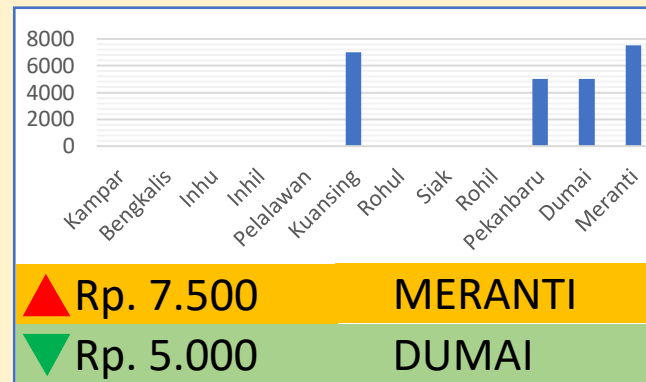 8000
6000
4000
2000
0
Kampar
Bengkalis
Inhu
Inhil
Pelalawan
Kuansing
Rohul
Siak
Rohil
Pekanbaru
Dumai
Meranti
Rp. 7.500 MERANTI
Rp. 5.000 DUMAI